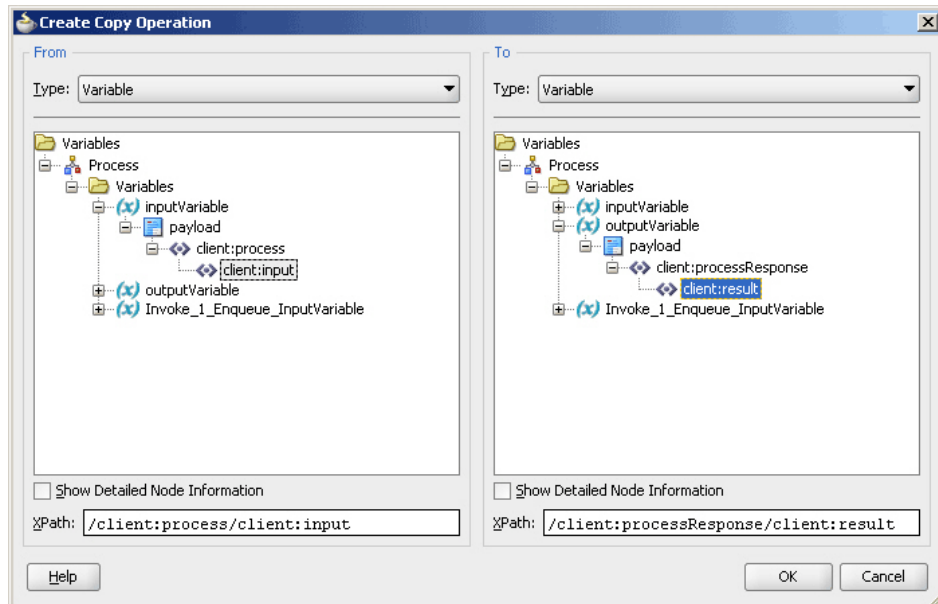 Create Copy Operation
From
Type: Variable
Variables
Process
Variables
inputVariable
payload
client:process
client:input
outputVariable
Invoke_1_Enqueue_InputVariable
Show Detailed Node Information
XPath: /client:process/client:input
To
Type: Variable
Variables
Process
Variables
inputVariable
outputVariable
payload
client:processResponse
client:result
Invoke_1_Enqueue_InputVariable
Show Detailed Node Information
XPath: /client:processResponse/client:result
Help
OK
Cancel